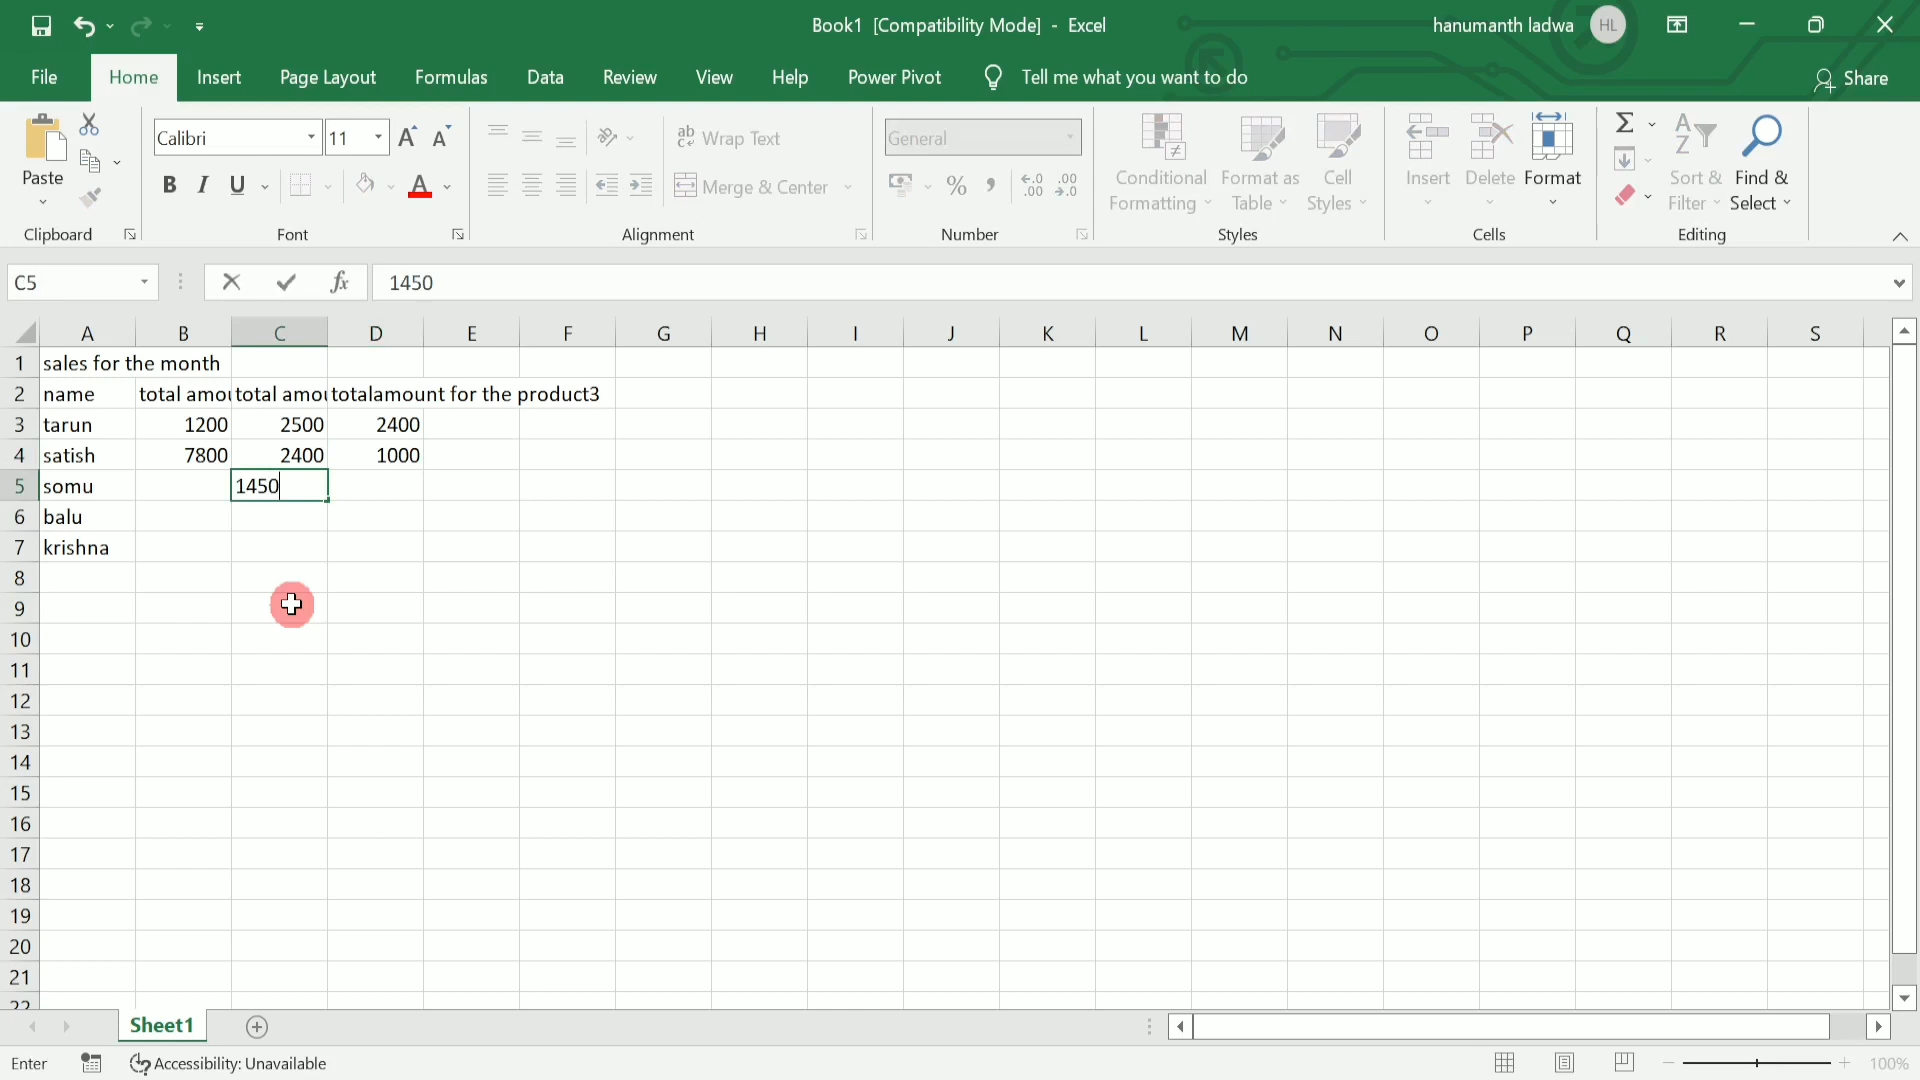 Book1 [Compatibility Mode] - Excel
hanumanth ladwa HL
File Home Insert Page Layout Formulas Data Review View Help Power Pivot Tell me what you want to do Share
Paste
Clipboard
Calibri 11
B I U A
Font
ab Wrap Text
Merge & Center
Alignment
General
% ,
Number
Conditional Formatting
Format as Table
Cell Styles
Styles
Insert Delete Format
Cells
Σ
Sort & Filter
Find & Select
Editing
C5 fx 1450
A B C D E F G H I J K L M N O P Q R S
1 sales for the month
2 name total amou total amou totalamount for the product3
3 tarun 1200 2500 2400
4 satish 7800 2400 1000
5 somu 1450
6 balu
7 krishna
8
9
10
11
12
13
14
15
16
17
18
19
20
21
22
Sheet1
Enter Accessibility: Unavailable 100%